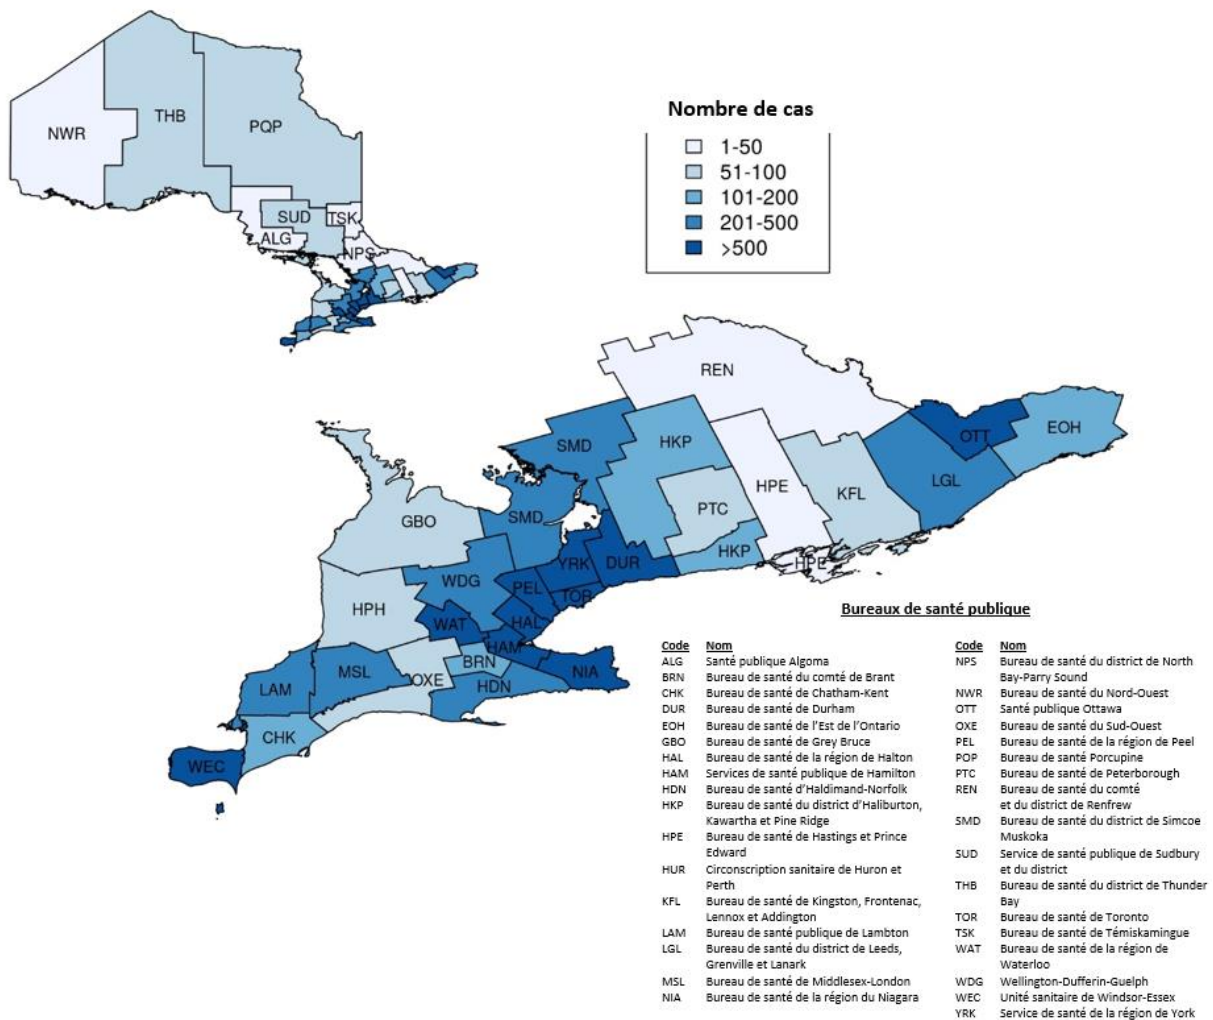 Nombre de cas
1-50
51-100
101-200
201-500
>500
NWR
THB
PQP
SUD
TSK
ALG
NPS
REN
SMD
HKP
OTT
EOH
HPE
KFL
LGL
GBO
SMD
PTC
HKP
HPE
YRK
DUR
WDG
PEL
TOR
HPH
WAT
HAL
HAM
BRN
NIA
MSL
OXE
HDN
LAM
CHK
WEC
Bureaux de santé publique
Code Nom
ALG Santé publique Algoma
BRN Bureau de santé du comté de Brant
CHK Bureau de santé de Chatham-Kent
DUR Bureau de santé de Durham
EOH Bureau de santé de l'Est de l'Ontario
GBO Bureau de santé de Grey Bruce
HAL Bureau de santé de la région de Halton
HAM Services de santé publique de Hamilton
HDN Bureau de santé d'Haldimand-Norfolk
HKP Bureau de santé du district d'Haliburton,
Kawartha et Pine Ridge
HPE Bureau de santé de Hastings et Prince
Edward
HUR Circonscription sanitaire de Huron et
Perth
KFL Bureau de santé de Kingston, Frontenac,
Lennox et Addington
LAM Bureau de santé publique de Lambton
LGL Bureau de santé du district de Leeds,
Grenville et Lanark
MSL Bureau de santé de Middlesex-London
NIA Bureau de santé de la région du Niagara
Code Nom
NPS Bureau de santé du district de North
Bay-Parry Sound
NWR Bureau de santé du Nord-Ouest
OTT Santé publique Ottawa
OXE Bureau de santé du Sud-Ouest
PEL Bureau de santé de la région de Peel
POP Bureau de santé Porcupine
PTC Bureau de santé de Peterborough
REN Bureau de santé du comté
et du district de Renfrew
SMD Bureau de santé du district de Simcoe
Muskoka
SUD Service de santé publique de Sudbury
et du district
THB Bureau de santé du district de Thunder
Bay
TOR Bureau de santé de Toronto
TSK Bureau de santé de Témiskamingue
WAT Bureau de santé de la région de
Waterloo
WDG Wellington-Dufferin-Guelph
WEC Unité sanitaire de Windsor-Essex
YRK Service de santé de la région de York